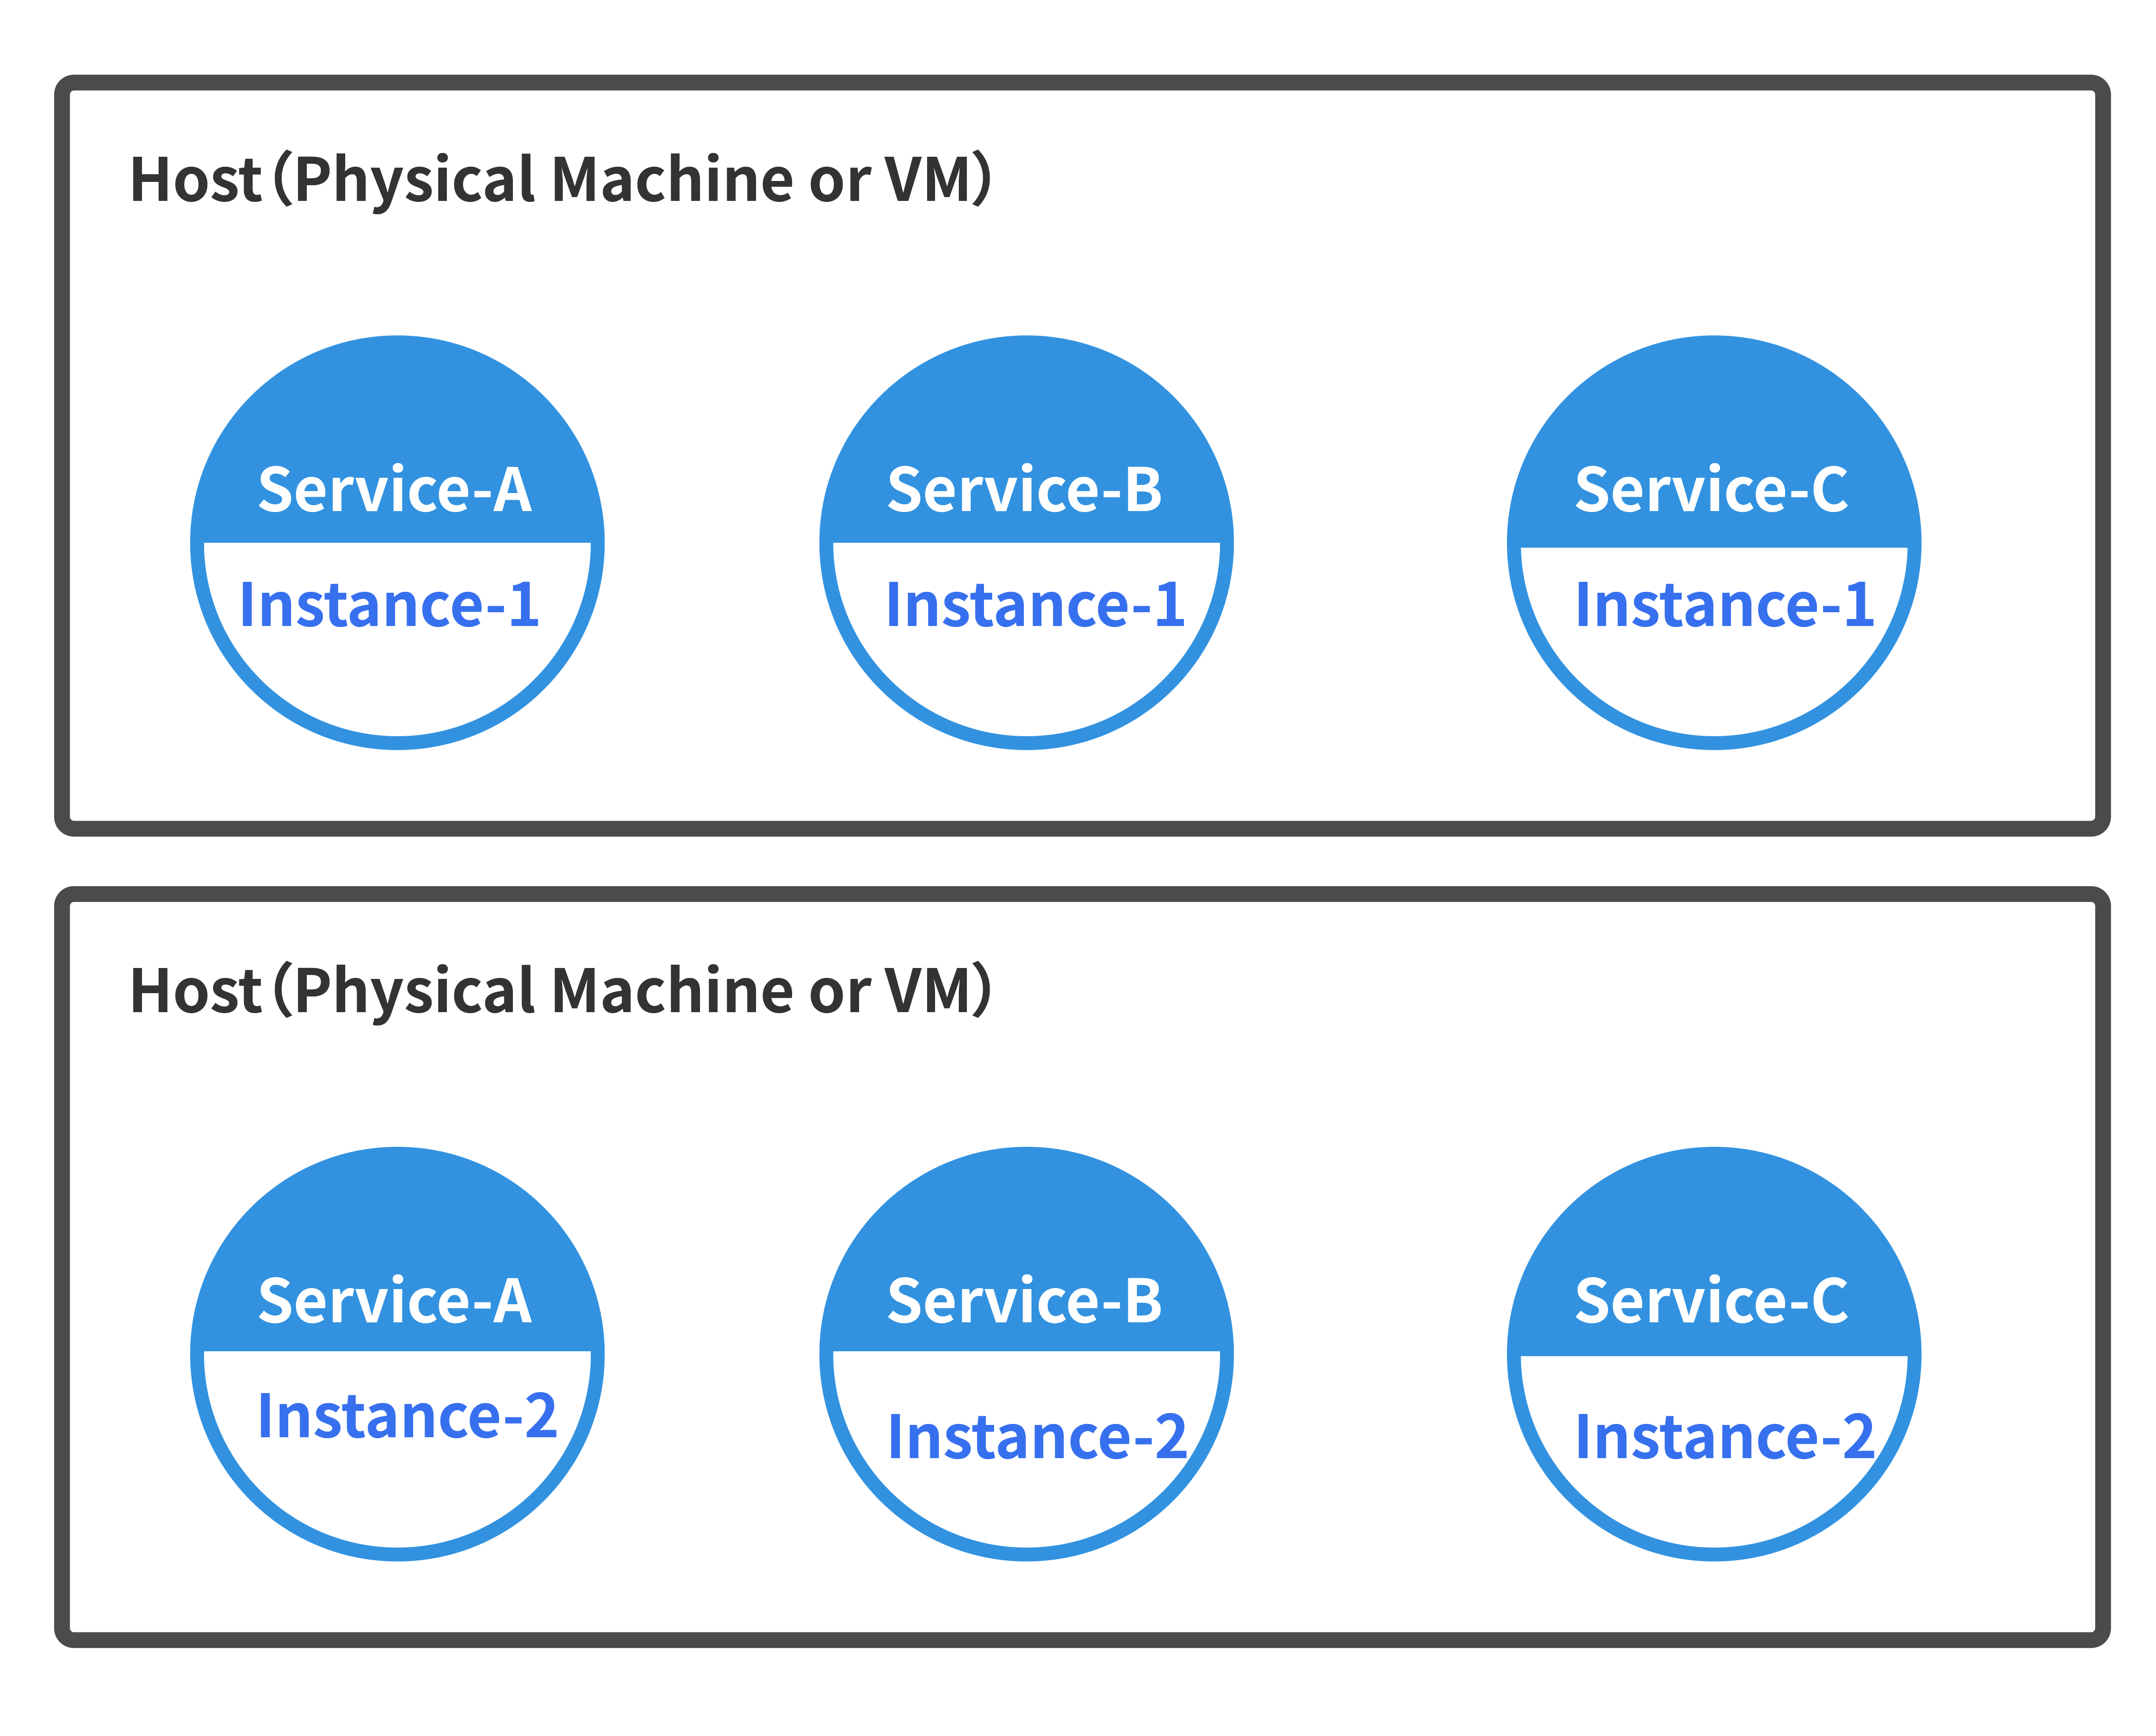 Host (Physical Machine or VM)
Service-A
Service-B
Service-C
Instance-1
Instance-1
Instance-1
Host (Physical Machine or VM)
Service-A
Service-B
Service-C
Instance-2
Instance-2
Instance-2